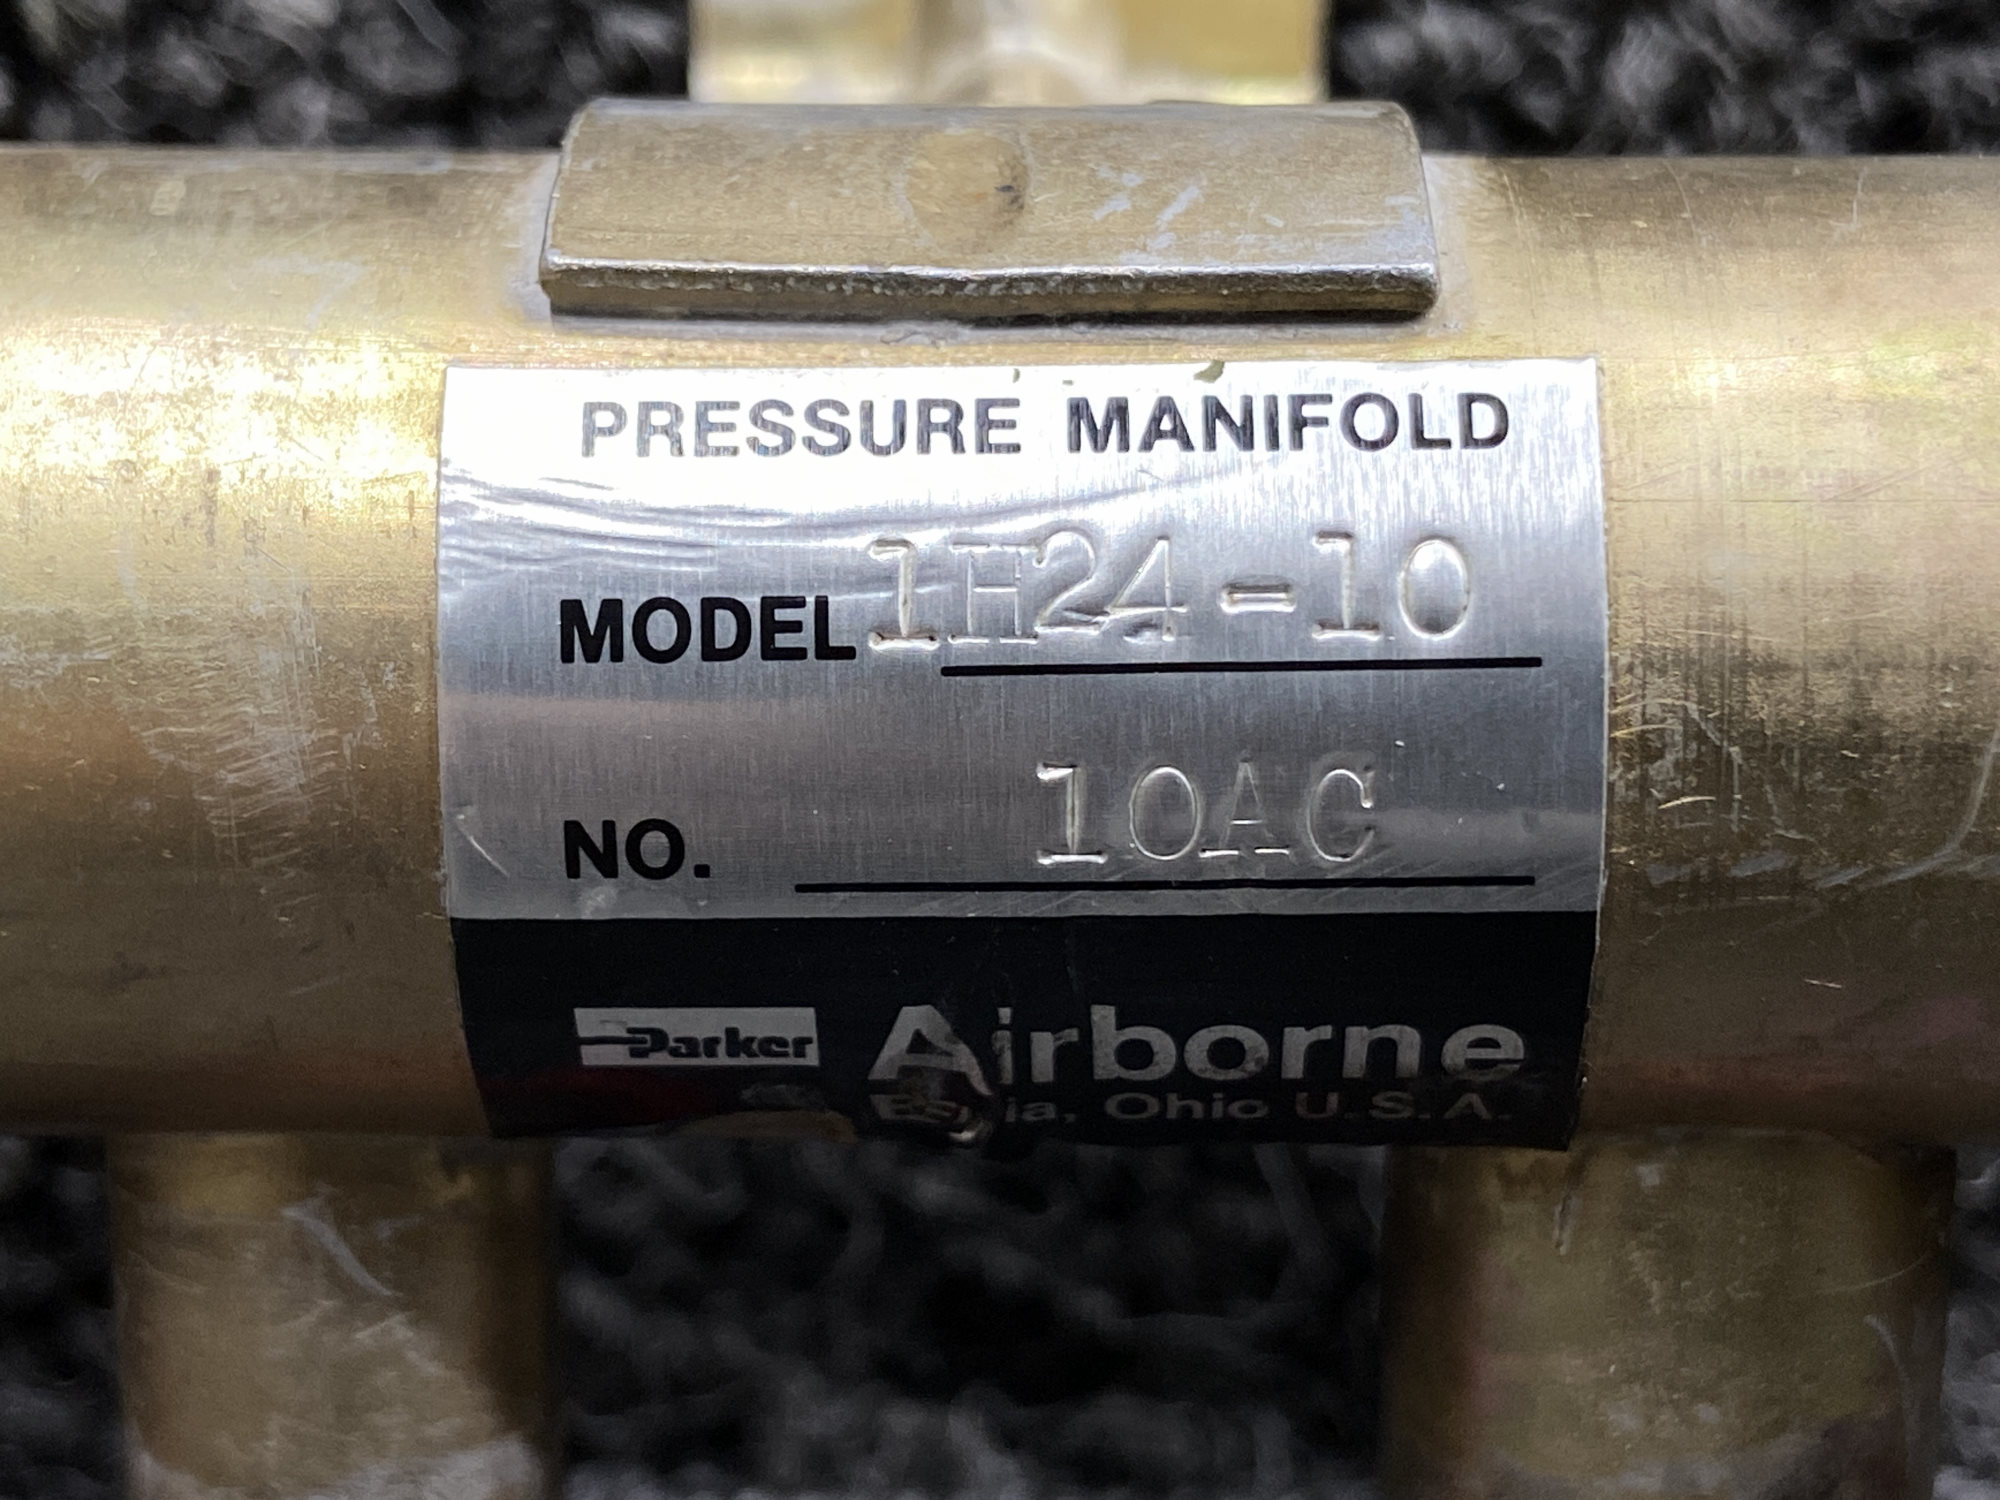 PRESSURE MANIFOLD
MODEL 1H24-10
NO. 10AC
Parker Airborne
Ohio U.S.A.